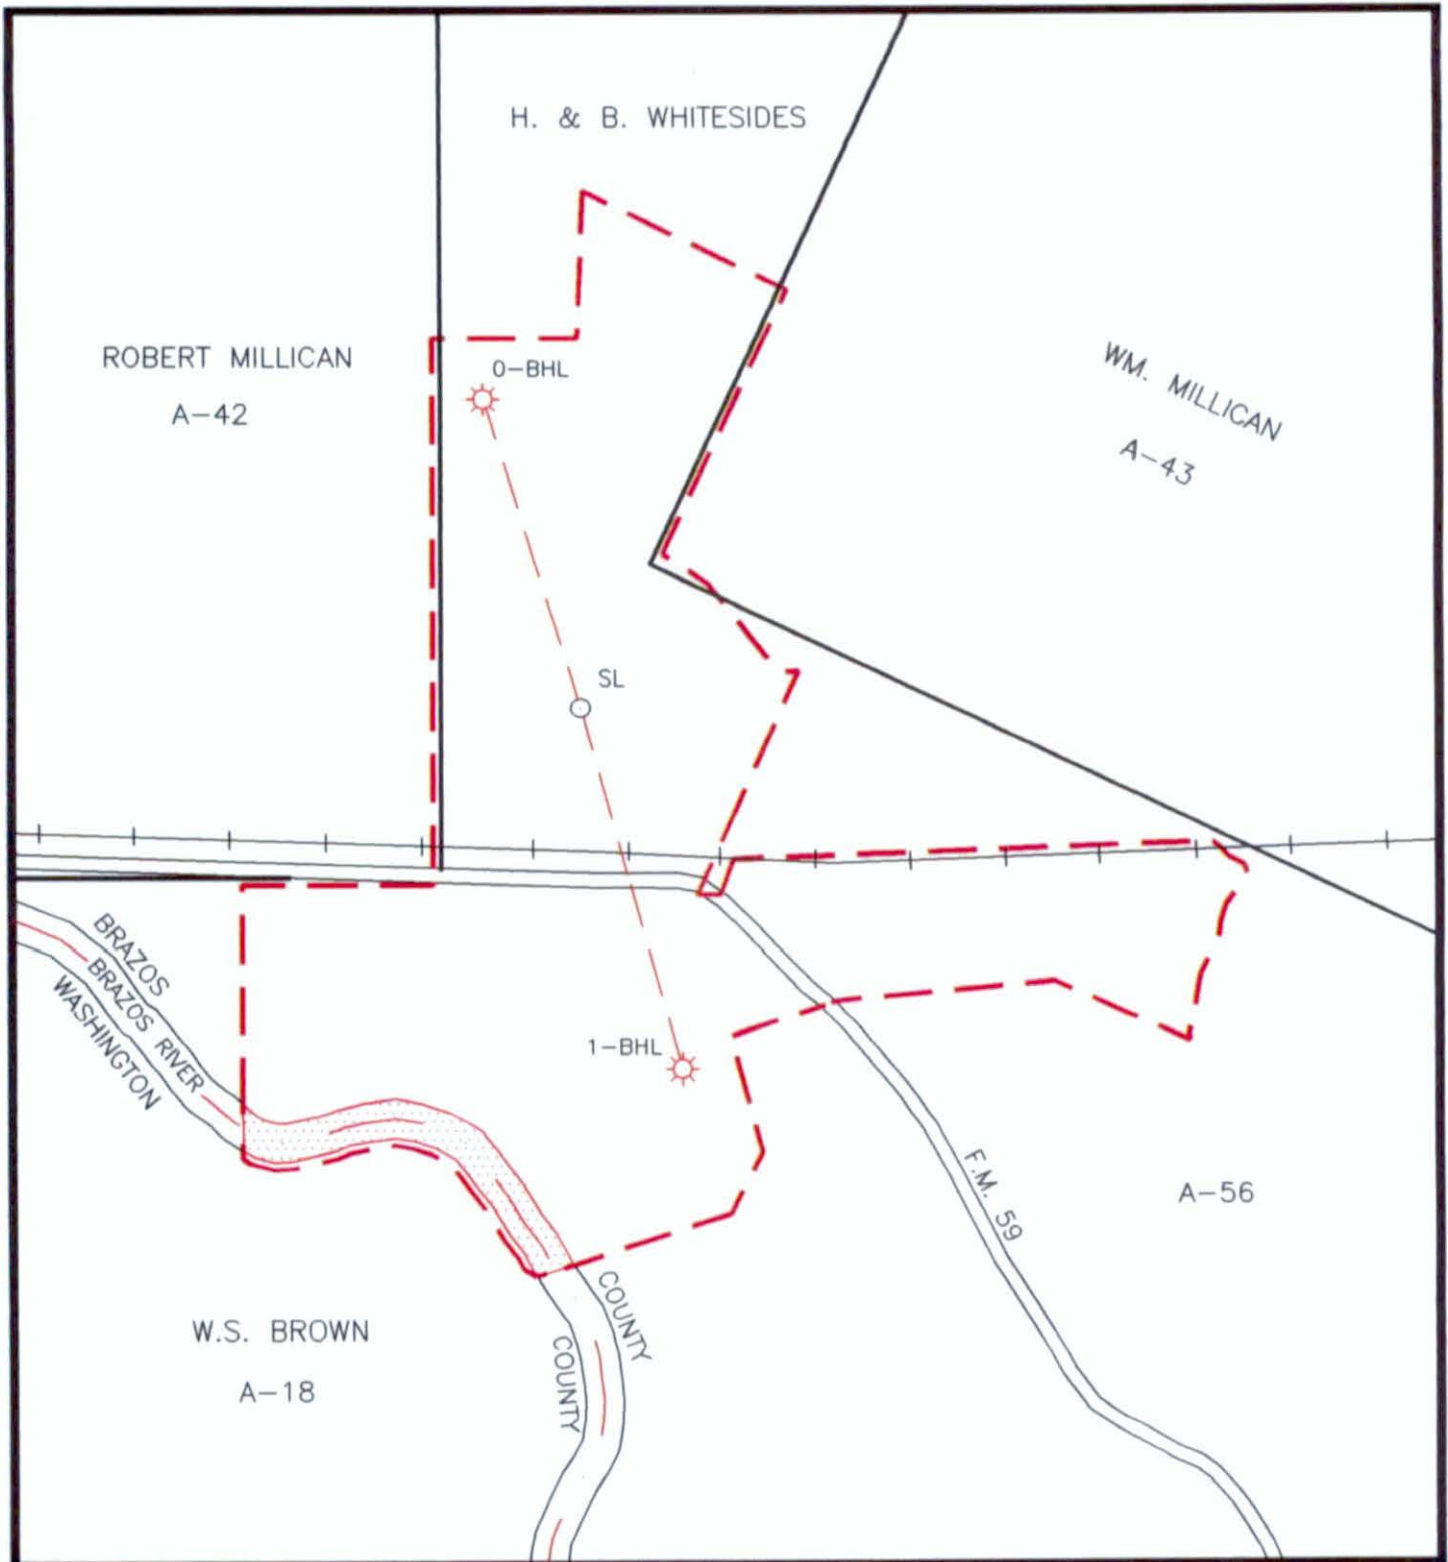 H. & B. WHITESIDES
ROBERT MILLICAN
A-42
O-BHL
WM. MILLICAN
A-43
SL
BRAZOS
BRAZOS RIVER
WASHINGTON
1-BHL
F.M. 59
A-56
COUNTY
COUNTY
W.S. BROWN
A-18